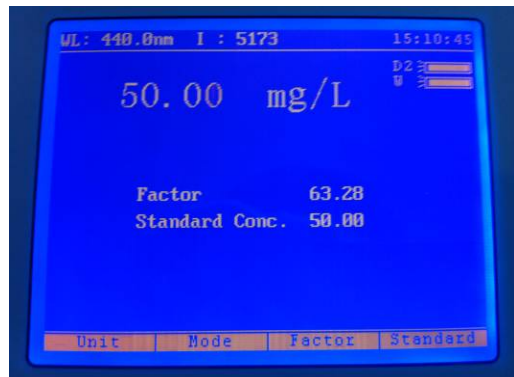 WL: 440.0nm I : 5173 15:10:45
D2
W
50.00 mg/L
Factor 63.28
Standard Conc. 50.00
Unit Mode Factor Standard